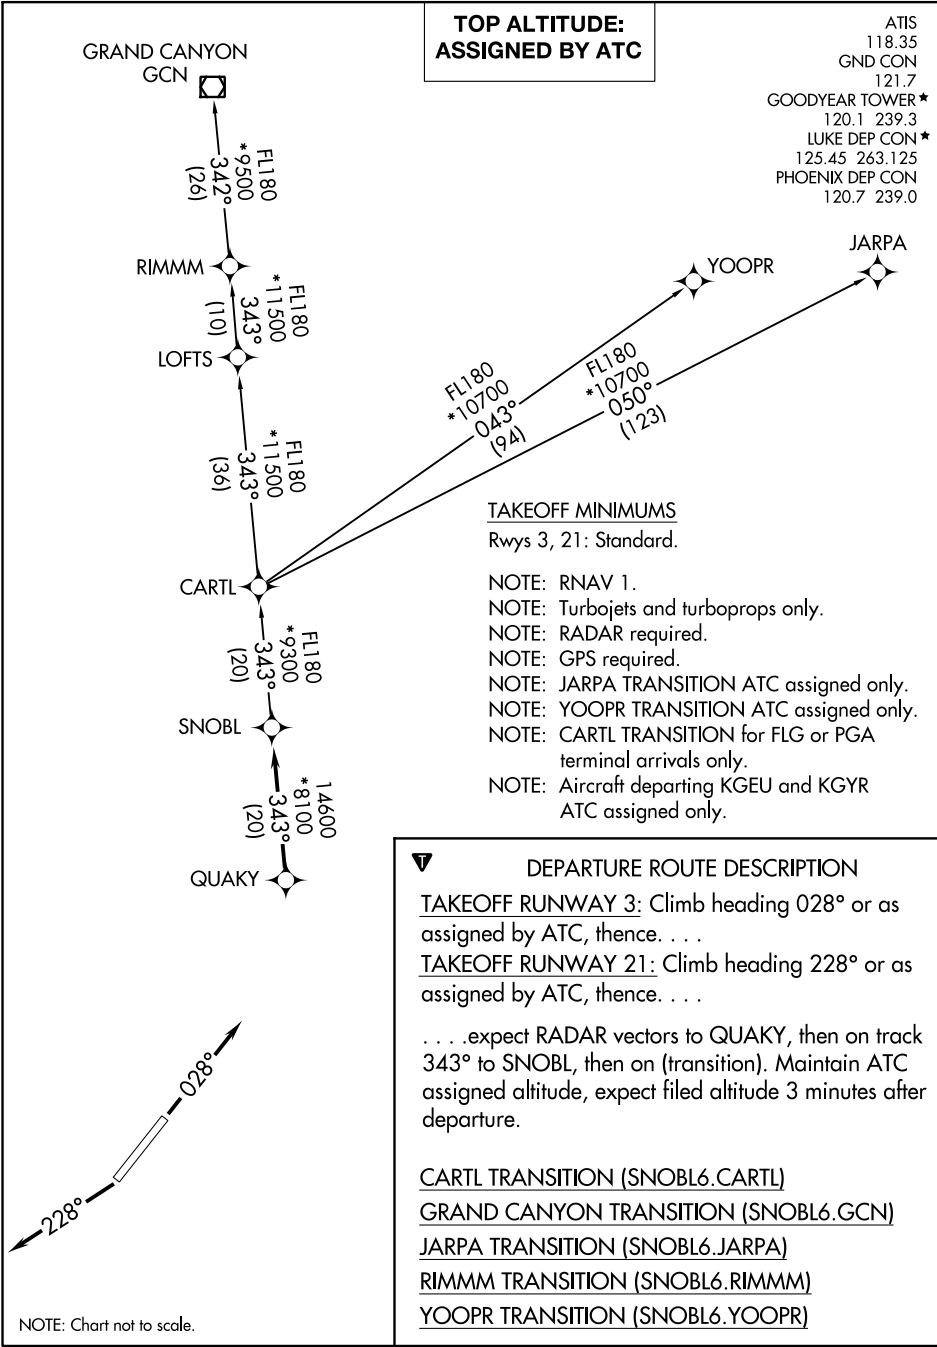 TOP ALTITUDE:
ASSIGNED BY ATC
ATIS
118.35
GND CON
121.7
GOODYEAR TOWER★
120.1 239.3
LUKE DEP CON★
125.45 263.125
PHOENIX DEP CON
120.7 239.0
GRAND CANYON
GCN
FL180
*9500
342°
(26)
RIMMM
FL180
*11500
343°
(10)
LOFTS
FL180
*11500
343°
(36)
CARTL
FL180
*9300
343°
(20)
SNOBL
14600
*8100
343°
(20)
QUAKY
YOOPR
FL180
*10700
043°
(94)
JARPA
FL180
*10700
050°
(123)
TAKEOFF MINIMUMS
Rwys 3, 21: Standard.
NOTE: RNAV 1.
NOTE: Turbojets and turboprops only.
NOTE: RADAR required.
NOTE: GPS required.
NOTE: JARPA TRANSITION ATC assigned only.
NOTE: YOOPR TRANSITION ATC assigned only.
NOTE: CARTL TRANSITION for FLG or PGA
terminal arrivals only.
NOTE: Aircraft departing KGEU and KGYR
ATC assigned only.
T
DEPARTURE ROUTE DESCRIPTION
TAKEOFF RUNWAY 3: Climb heading 028° or as
assigned by ATC, thence. . . .
TAKEOFF RUNWAY 21: Climb heading 228° or as
assigned by ATC, thence. . . .
. . . .expect RADAR vectors to QUAKY, then on track
343° to SNOBL, then on (transition). Maintain ATC
assigned altitude, expect filed altitude 3 minutes after
departure.
CARTL TRANSITION (SNOBL6.CARTL)
GRAND CANYON TRANSITION (SNOBL6.GCN)
JARPA TRANSITION (SNOBL6.JARPA)
RIMMM TRANSITION (SNOBL6.RIMMM)
YOOPR TRANSITION (SNOBL6.YOOPR)
028°
228°
NOTE: Chart not to scale.